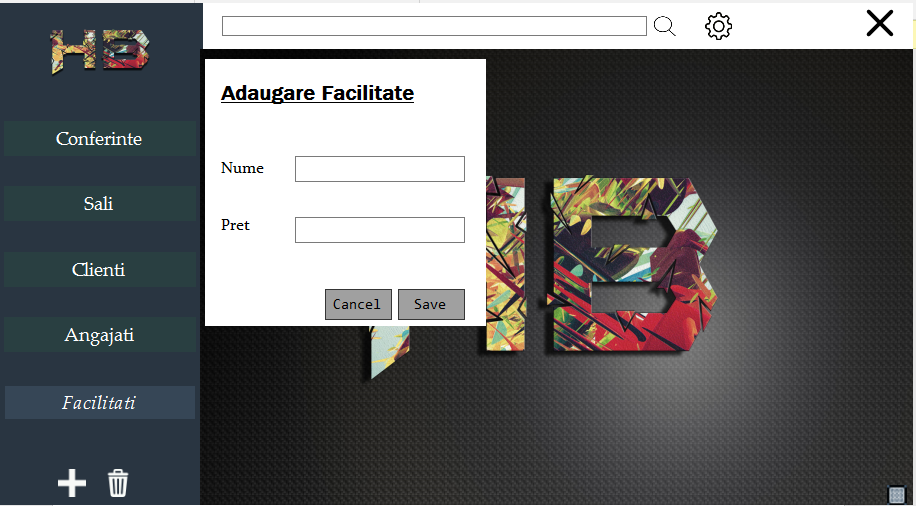 HB
Conferinte
Sali
Clienti
Angajati
Facilitati
Adaugare Facilitate
Nume
Pret
Cancel Save
B